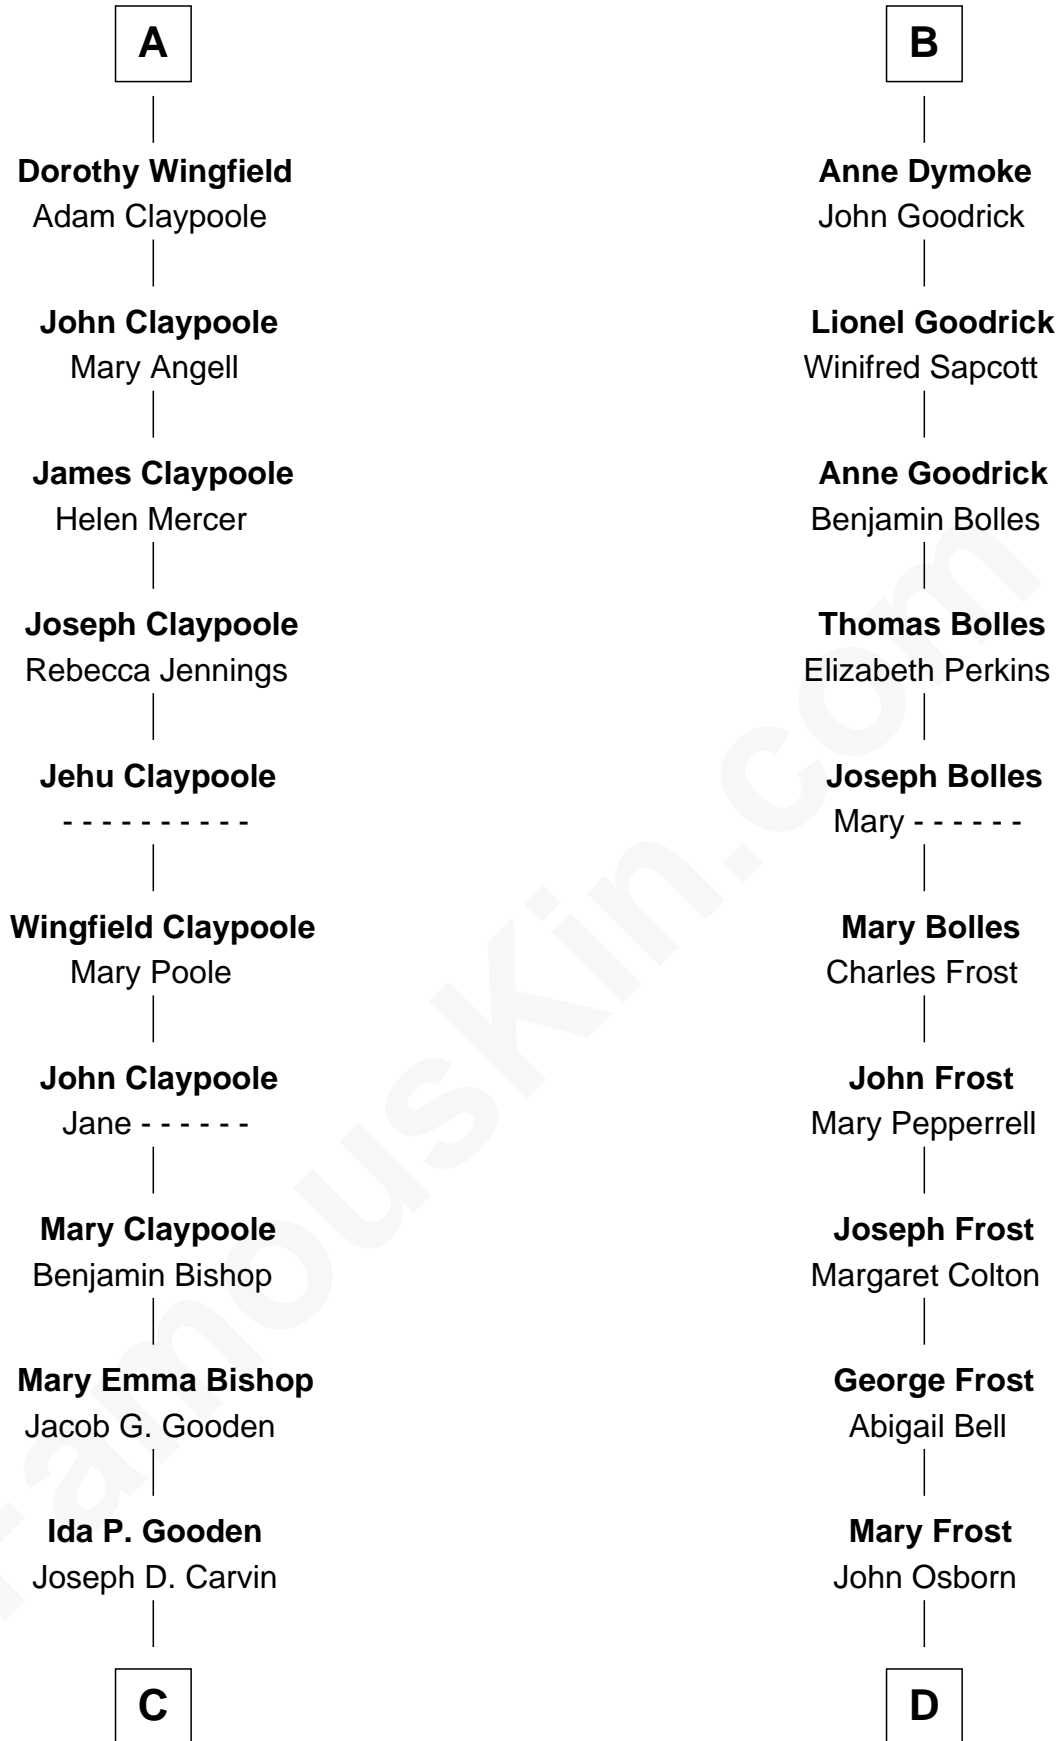 A
Dorothy Wingfield
Adam Claypoole
John Claypoole
Mary Angell
James Claypoole
Helen Mercer
Joseph Claypoole
Rebecca Jennings
Jehu Claypoole
- - - - - - - - - -
Wingfield Claypoole
Mary Poole
John Claypoole
Jane - - - - - -
Mary Claypoole
Benjamin Bishop
Mary Emma Bishop
Jacob G. Gooden
Ida P. Gooden
Joseph D. Carvin
C
B
Anne Dymoke
John Goodrick
Lionel Goodrick
Winifred Sapcott
Anne Goodrick
Benjamin Bolles
Thomas Bolles
Elizabeth Perkins
Joseph Bolles
Mary - - - - - -
Mary Bolles
Charles Frost
John Frost
Mary Pepperrell
Joseph Frost
Margaret Colton
George Frost
Abigail Bell
Mary Frost
John Osborn
D
FamousKin.com